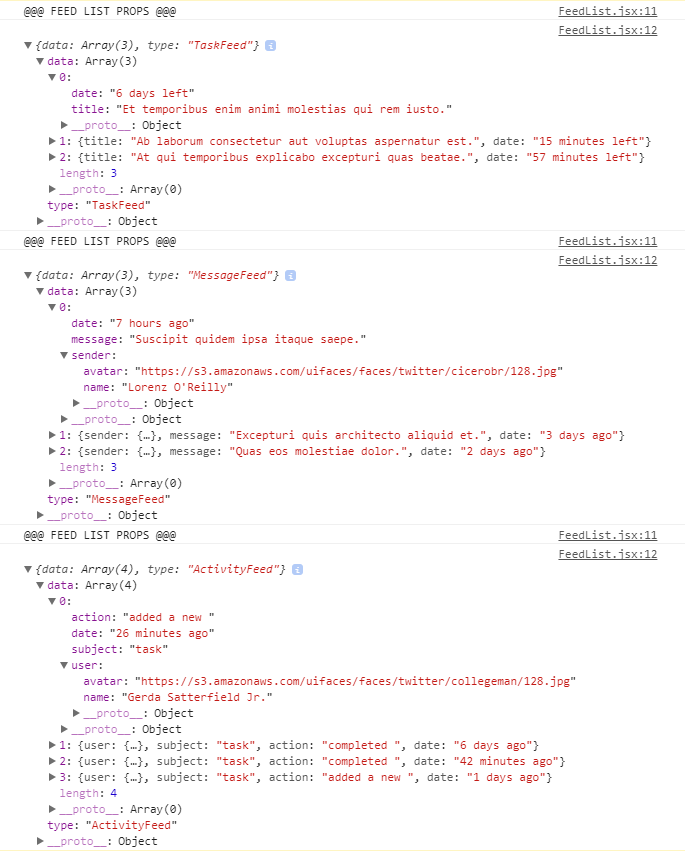 @@@ FEED LIST PROPS @@@ FeedList.jsx:11
FeedList.jsx:12
▼{data: Array(3), type: "TaskFeed"} i
▼data: Array(3)
▼0:
date: "6 days left"
title: "Et temporibus enim animi molestias qui rem iusto."
▶__proto__: Object
▶1: {title: "Ab laborum consectetur aut voluptas aspernatur est.", date: "15 minutes left"}
▶2: {title: "At qui temporibus explicabo excepturi quas beatae.", date: "57 minutes left"}
length: 3
▶__proto__: Array(0)
type: "TaskFeed"
▶__proto__: Object
@@@ FEED LIST PROPS @@@ FeedList.jsx:11
FeedList.jsx:12
▼{data: Array(3), type: "MessageFeed"} i
▼data: Array(3)
▼0:
date: "7 hours ago"
message: "Suscipit quidem ipsa itaque saepe."
▼sender:
avatar: "https://s3.amazonaws.com/uifaces/faces/twitter/cicerobr/128.jpg"
name: "Lorenz O'Reilly"
▶__proto__: Object
▶__proto__: Object
▶1: {sender: {…}, message: "Excepturi quis architecto aliquid et.", date: "3 days ago"}
▶2: {sender: {…}, message: "Quas eos molestiae dolor.", date: "2 days ago"}
length: 3
▶__proto__: Array(0)
type: "MessageFeed"
▶__proto__: Object
@@@ FEED LIST PROPS @@@ FeedList.jsx:11
FeedList.jsx:12
▼{data: Array(4), type: "ActivityFeed"} i
▼data: Array(4)
▼0:
action: "added a new "
date: "26 minutes ago"
subject: "task"
▼user:
avatar: "https://s3.amazonaws.com/uifaces/faces/twitter/collegeman/128.jpg"
name: "Gerda Satterfield Jr."
▶__proto__: Object
▶__proto__: Object
▶1: {user: {…}, subject: "task", action: "completed ", date: "6 days ago"}
▶2: {user: {…}, subject: "task", action: "completed ", date: "42 minutes ago"}
▶3: {user: {…}, subject: "task", action: "added a new ", date: "1 days ago"}
length: 4
▶__proto__: Array(0)
type: "ActivityFeed"
▶__proto__: Object